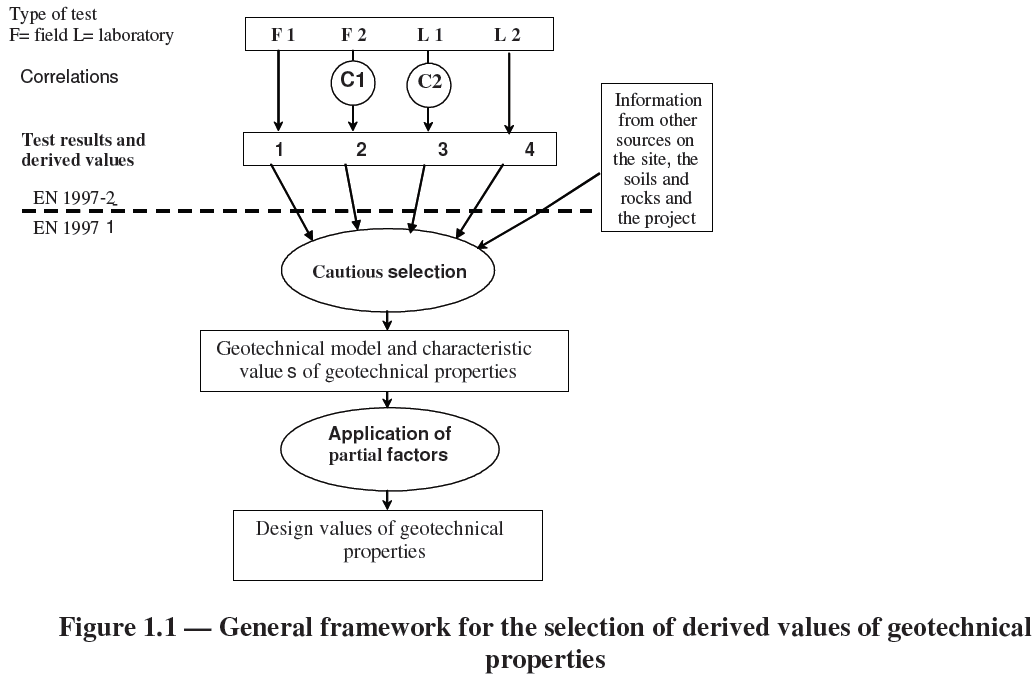 Type of test
F= field L= laboratory
F 1 F 2 L 1 L 2
Correlations
C1 C2
Information
from other
sources on
the site, the
soils and
rocks and
the project
Test results and
derived values
1 2 3 4
EN 1997-2
EN 1997 1
Cautious selection
Geotechnical model and characteristic
value s of geotechnical properties
Application of
partial factors
Design values of geotechnical
properties
Figure 1.1 — General framework for the selection of derived values of geotechnical
properties